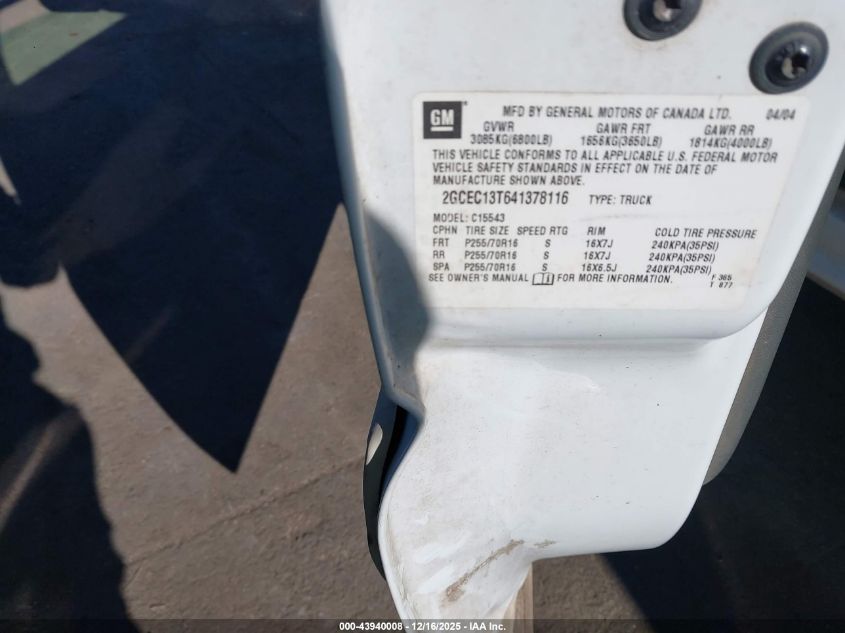 GM
MFD BY GENERAL MOTORS OF CANADA LTD. 04/04
GVWR GAWR FRT GAWR RR
3085KG(6800LB) 1656KG(3650LB) 1814KG(4000LB)
THIS VEHICLE CONFORMS TO ALL APPLICABLE U.S. FEDERAL MOTOR
VEHICLE SAFETY STANDARDS IN EFFECT ON THE DATE OF
MANUFACTURE SHOWN ABOVE.
2GCEC13T641378116 TYPE: TRUCK
MODEL: C15543
CPHN TIRE SIZE SPEED RTG RIM COLD TIRE PRESSURE
FRT P255/70R16 S 16X7J 240KPA(35PSI)
RR P255/70R16 S 16X7J 240KPA(35PSI)
SPA P255/70R16 S 16X6.5J 240KPA(35PSI)
SEE OWNER'S MANUAL FOR MORE INFORMATION.
F 365
T 877
000-43940008 - 12/16/2025 - IAA Inc.